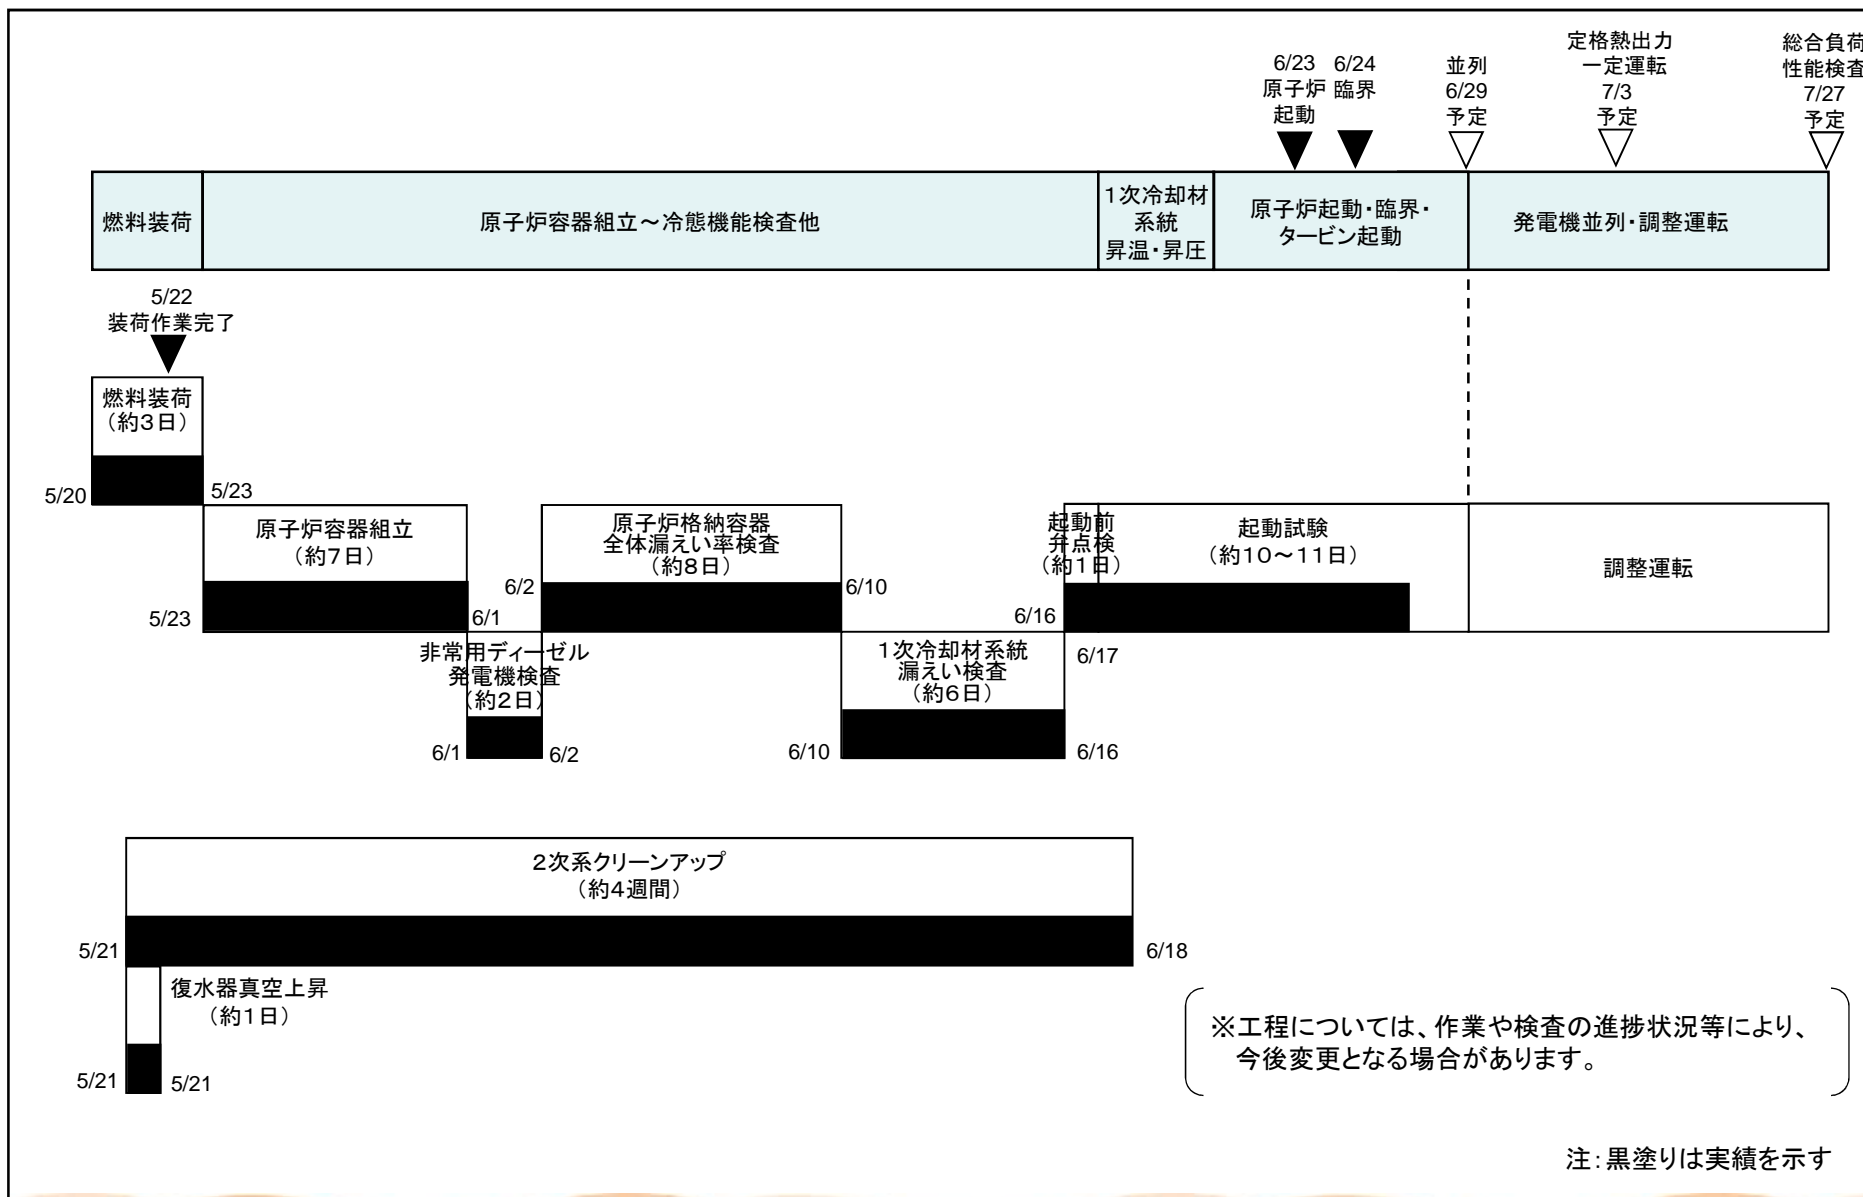 6/23
原子炉
起動
6/24
臨界
並列
6/29
予定
定格熱出力
一定運転
7/3
予定
総合負荷
性能検査
7/27
予定
燃料装荷
原子炉容器組立～冷態機能検査他
1次冷却材
系統
昇温・昇圧
原子炉起動・臨界・
タービン起動
発電機並列・調整運転
5/22
装荷作業完了
燃料装荷
（約3日）
5/20
5/23
原子炉容器組立
（約7日）
5/23
6/1
非常用ディーゼル
発電機検査
（約2日）
6/1
6/2
原子炉格納容器
全体漏えい率検査
（約8日）
6/2
6/10
1次冷却材系統
漏えい検査
（約6日）
6/10
6/16
起動前
弁点検
（約1日）
6/16
6/17
起動試験
（約10～11日）
調整運転
2次系クリーンアップ
（約4週間）
5/21
6/18
復水器真空上昇
（約1日）
5/21
5/21
※工程については、作業や検査の進捗状況等により、
今後変更となる場合があります。
注：黒塗りは実績を示す